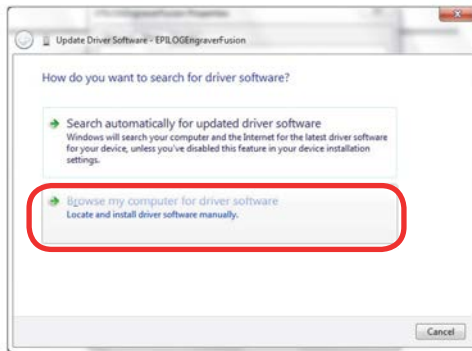 EPILOGEngraverFusion Properties
Update Driver Software - EPILOGEngraverFusion
How do you want to search for driver software?
Search automatically for updated driver software
Windows will search your computer and the Internet for the latest driver software
for your device, unless you've disabled this feature in your device installation
settings.
Browse my computer for driver software
Locate and install driver software manually.
Cancel